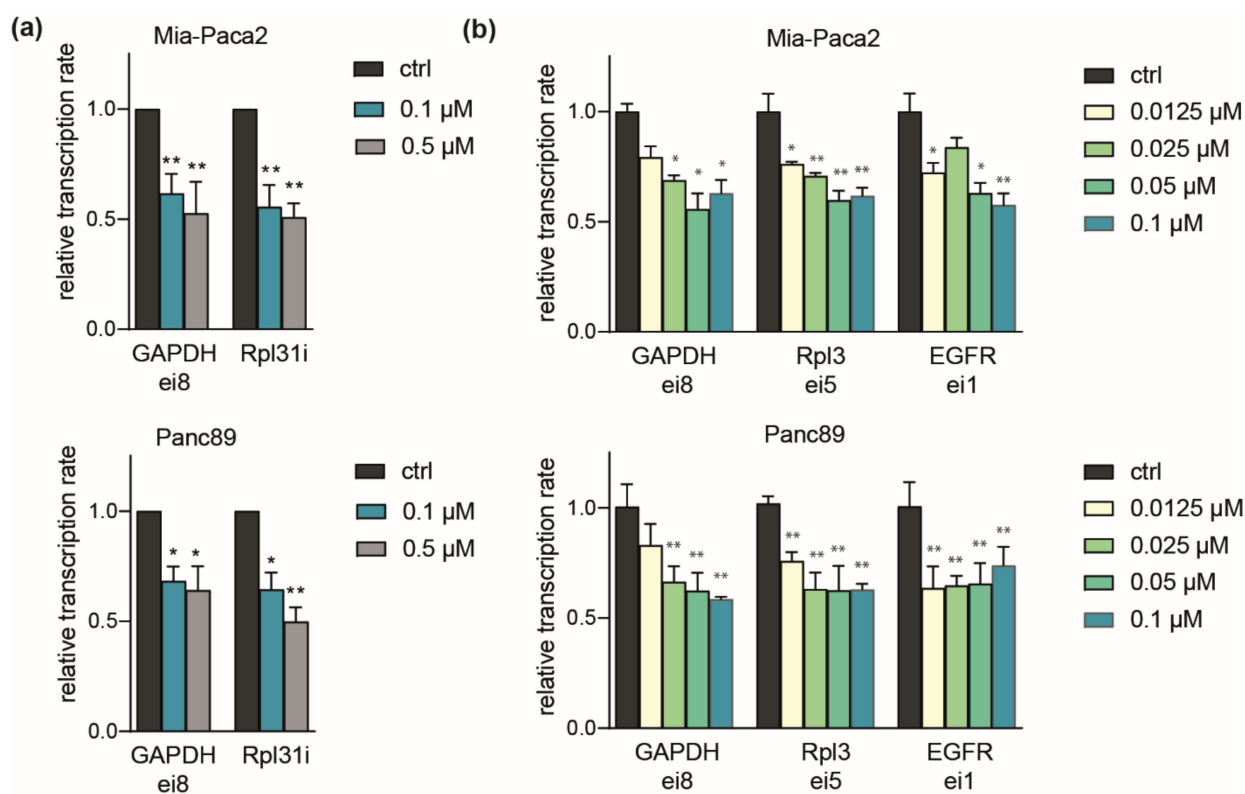 (a)
Mia-Paca2
relative transcription rate
1.0
0.5
0.0
** ** ** **
GAPDH
ei8
Rpl31i
ctrl
0.1 µM
0.5 µM
Panc89
relative transcription rate
1.0
0.5
0.0
* * * **
GAPDH
ei8
Rpl31i
ctrl
0.1 µM
0.5 µM
(b)
Mia-Paca2
relative transcription rate
1.0
0.5
0.0
* * * * ** ** ** * * **
GAPDH
ei8
Rpl3
ei5
EGFR
ei1
ctrl
0.0125 µM
0.025 µM
0.05 µM
0.1 µM
Panc89
relative transcription rate
1.0
0.5
0.0
** ** ** ** ** ** ** ** ** ** **
GAPDH
ei8
Rpl3
ei5
EGFR
ei1
ctrl
0.0125 µM
0.025 µM
0.05 µM
0.1 µM